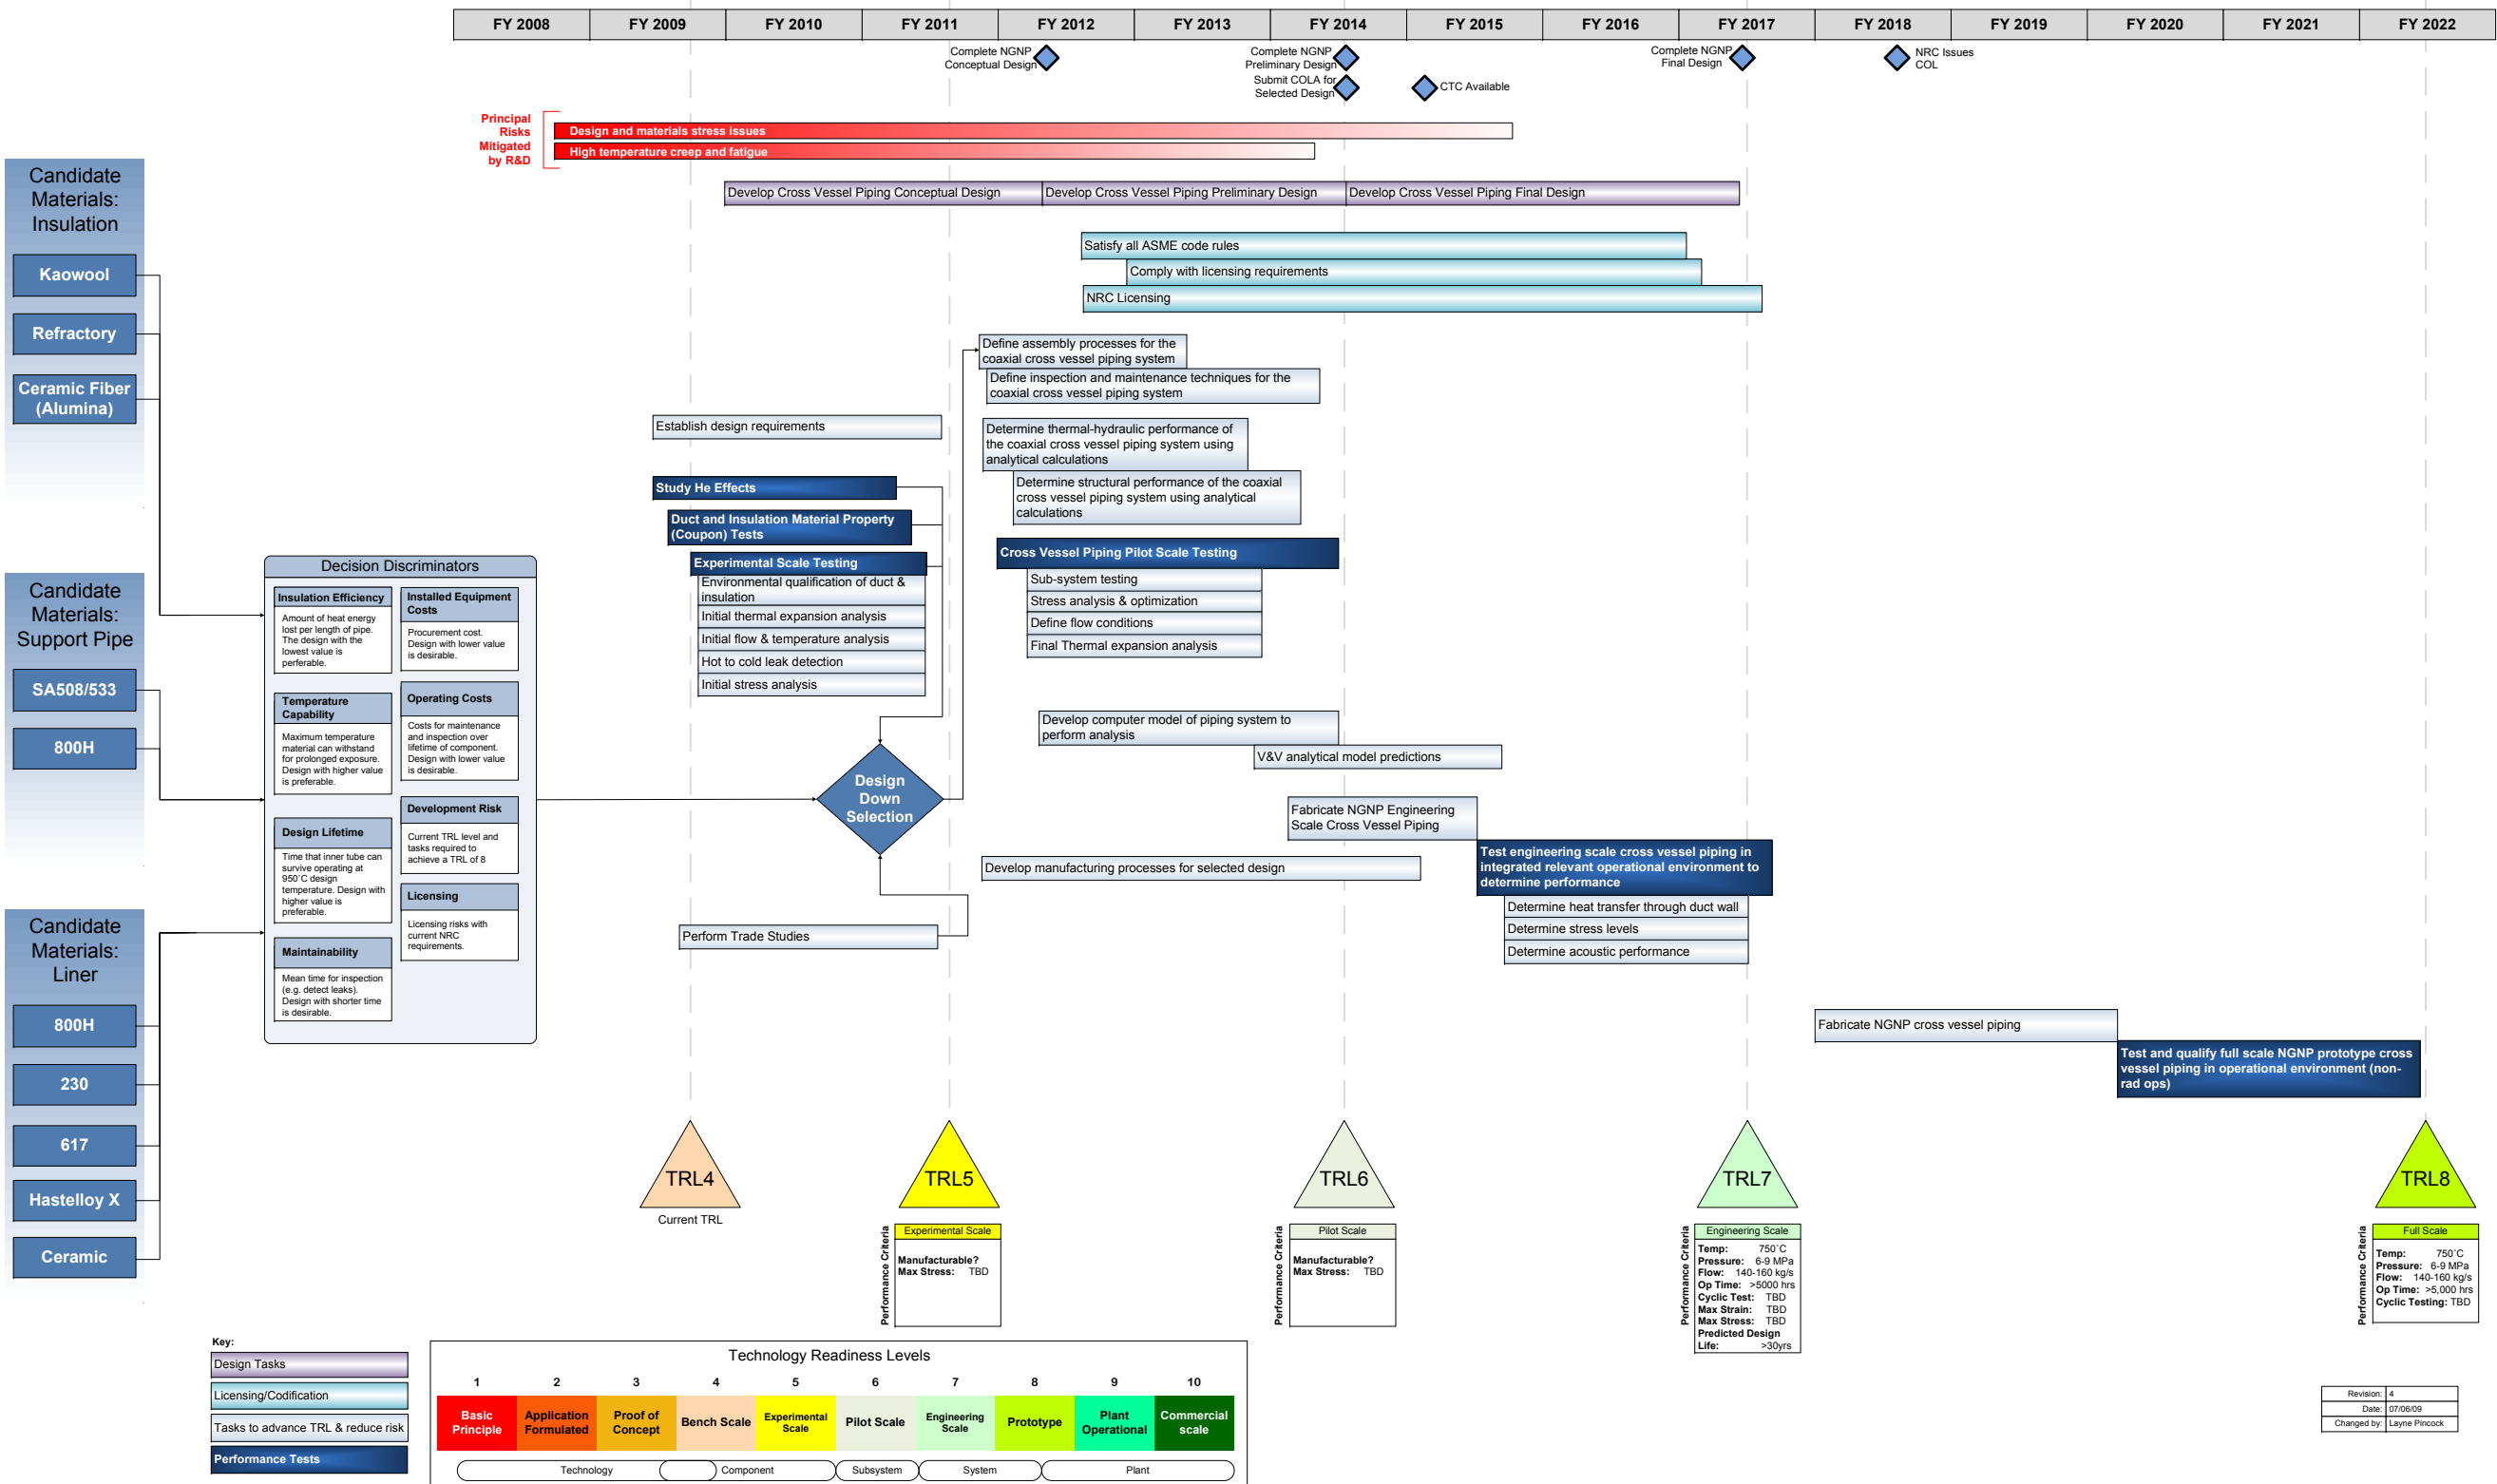 FY 2008
FY 2009
FY 2010
FY 2011
FY 2012
FY 2013
FY 2014
FY 2015
FY 2016
FY 2017
FY 2018
FY 2019
FY 2020
FY 2021
FY 2022
Complete NGNP
Conceptual Design
Complete NGNP
Preliminary Design
Submit COLA for
Selected Design
CTC Available
Complete NGNP
Final Design
NRC Issues
COL
Principal
Risks
Mitigated
by R&D
Design and materials stress issues
High temperature creep and fatigue
Develop Cross Vessel Piping Conceptual Design
Develop Cross Vessel Piping Preliminary Design
Develop Cross Vessel Piping Final Design
Satisfy all ASME code rules
Comply with licensing requirements
NRC Licensing
Candidate
Materials:
Insulation
Kaowool
Refractory
Ceramic Fiber
(Alumina)
Candidate
Materials:
Support Pipe
SA508/533
800H
Candidate
Materials:
Liner
800H
230
617
Hastelloy X
Ceramic
Decision Discriminators
Insulation Efficiency
Amount of heat energy
lost per length of pipe.
The design with the
lowest value is
perferable.
Installed Equipment
Costs
Procurement cost.
Design with lower value
is desirable.
Temperature
Capability
Maximum temperature
material can withstand
for prolonged exposure.
Design with higher value
is preferable.
Operating Costs
Costs for maintenance
and inspection over
lifetime of component.
Design with lower value
is desirable.
Design Lifetime
Time that inner tube can
survive operating at
950˚C design
temperature. Design with
higher value is
preferable.
Development Risk
Current TRL level and
tasks required to
achieve a TRL of 8
Licensing
Licensing risks with
current NRC
requirements.
Maintainability
Mean time for inspection
(e.g. detect leaks).
Design with shorter time
is desirable.
Define assembly processes for the
coaxial cross vessel piping system
Define inspection and maintenance techniques for the
coaxial cross vessel piping system
Establish design requirements
Determine thermal-hydraulic performance of
the coaxial cross vessel piping system using
analytical calculations
Determine structural performance of the coaxial
cross vessel piping system using analytical
calculations
Study He Effects
Duct and Insulation Material Property
(Coupon) Tests
Experimental Scale Testing
Environmental qualification of duct &
insulation
Initial thermal expansion analysis
Initial flow & temperature analysis
Hot to cold leak detection
Initial stress analysis
Cross Vessel Piping Pilot Scale Testing
Sub-system testing
Stress analysis & optimization
Define flow conditions
Final Thermal expansion analysis
Develop computer model of piping system to
perform analysis
V&V analytical model predictions
Design
Down
Selection
Fabricate NGNP Engineering
Scale Cross Vessel Piping
Develop manufacturing processes for selected design
Test engineering scale cross vessel piping in
integrated relevant operational environment to
determine performance
Determine heat transfer through duct wall
Determine stress levels
Determine acoustic performance
Perform Trade Studies
Fabricate NGNP cross vessel piping
Test and qualify full scale NGNP prototype cross
vessel piping in operational environment (non-
rad ops)
TRL4
Current TRL
TRL5
TRL6
TRL7
TRL8
Performance Criteria
Experimental Scale
Manufacturable?
Max Stress: TBD
Performance Criteria
Pilot Scale
Manufacturable?
Max Stress: TBD
Performance Criteria
Engineering Scale
Temp: 750˚C
Pressure: 6-9 MPa
Flow: 140-160 kg/s
Op Time: >5000 hrs
Cyclic Test: TBD
Max Strain: TBD
Max Stress: TBD
Predicted Design
Life: >30yrs
Performance Criteria
Full Scale
Temp: 750˚C
Pressure: 6-9 MPa
Flow: 140-160 kg/s
Op Time: >5,000 hrs
Cyclic Testing: TBD
Key:
Design Tasks
Licensing/Codification
Tasks to advance TRL & reduce risk
Performance Tests
Technology Readiness Levels
1
2
3
4
5
6
7
8
9
10
Basic
Principle
Application
Formulated
Proof of
Concept
Bench Scale
Experimental
Scale
Pilot Scale
Engineering
Scale
Prototype
Plant
Operational
Commercial
scale
Technology
Component
Subsystem
System
Plant
Revision: 4
Date: 07/06/09
Changed by: Layne Pincock